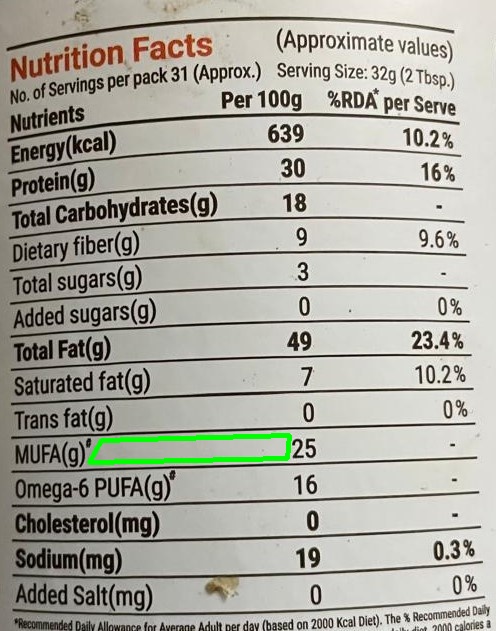 Nutrition Facts (Approximate values)
No. of Servings per pack 31 (Approx.) Serving Size: 32g (2 Tbsp.)
Nutrients Per 100g %RDA* per Serve
Energy(kcal) 639 10.2%
Protein(g) 30 16%
Total Carbohydrates(g) 18 -
Dietary fiber(g) 9 9.6%
Total sugars(g) 3 -
Added sugars(g) 0 0%
Total Fat(g) 49 23.4%
Saturated fat(g) 7 10.2%
Trans fat(g) 0 0%
MUFA(g)# 25 -
Omega-6 PUFA(g)# 16 -
Cholesterol(mg) 0 -
Sodium(mg) 19 0.3%
Added Salt(mg) 0 0%
*Recommended Daily Allowance for Average Adult per day (based on 2000 Kcal Diet). The % Recommended Daily
diet. 2000 calories a